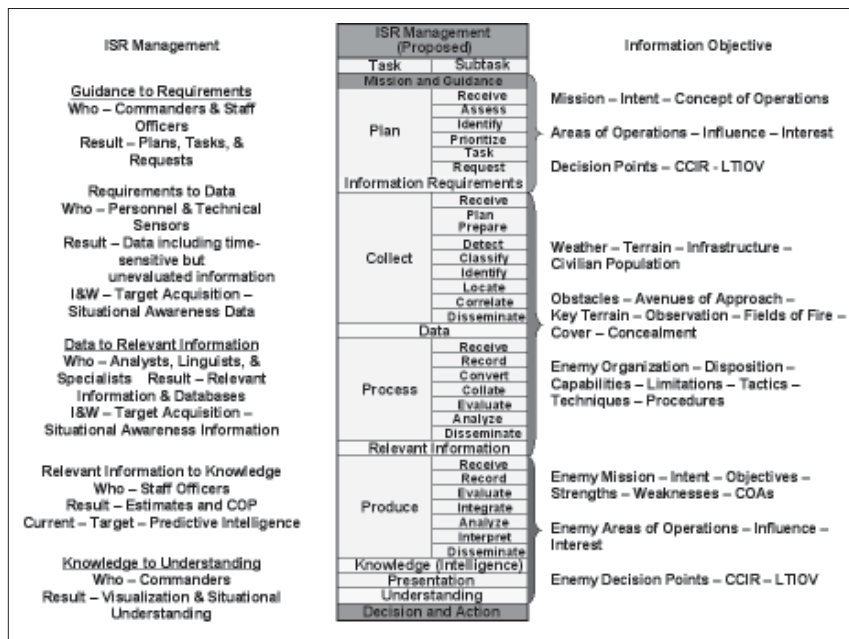 ISR Management
Guidance to Requirements
Who – Commanders & Staff
Officers
Result – Plans, Tasks, &
Requests
Requirements to Data
Who – Personnel & Technical
Sensors
Result – Data including time-
sensitive but
unevaluated information
I&W – Target Acquisition –
Situational Awareness Data
Data to Relevant Information
Who – Analysts, Linguists, &
Specialists Result – Relevant
Information & Databases
I&W – Target Acquisition –
Situational Awareness Information
Relevant Information to Knowledge
Who – Staff Officers
Result – Estimates and COP
Current – Target – Predictive Intelligence
Knowledge to Understanding
Who – Commanders
Result – Visualization & Situational
Understanding
ISR Management
(Proposed)
Task Subtask
Mission and Guidance
Plan
Receive
Assess
Identify
Prioritize
Task
Request
Information Requirements
Collect
Receive
Plan
Prepare
Detect
Classify
Identify
Locate
Correlate
Disseminate
Data
Process
Receive
Record
Convert
Collate
Evaluate
Analyze
Disseminate
Relevant Information
Produce
Receive
Record
Evaluate
Integrate
Analyze
Interpret
Disseminate
Knowledge (Intelligence)
Presentation
Understanding
Decision and Action
Information Objective
Mission – Intent – Concept of Operations
Areas of Operations – Influence – Interest
Decision Points – CCIR - LTIOV
Weather – Terrain – Infrastructure –
Civilian Population
Obstacles – Avenues of Approach –
Key Terrain – Observation – Fields of Fire –
Cover – Concealment
Enemy Organization – Disposition –
Capabilities – Limitations – Tactics –
Techniques – Procedures
Enemy Mission – Intent – Objectives –
Strengths – Weaknesses – COAs
Enemy Areas of Operations – Influence –
Interest
Enemy Decision Points – CCIR – LTIOV